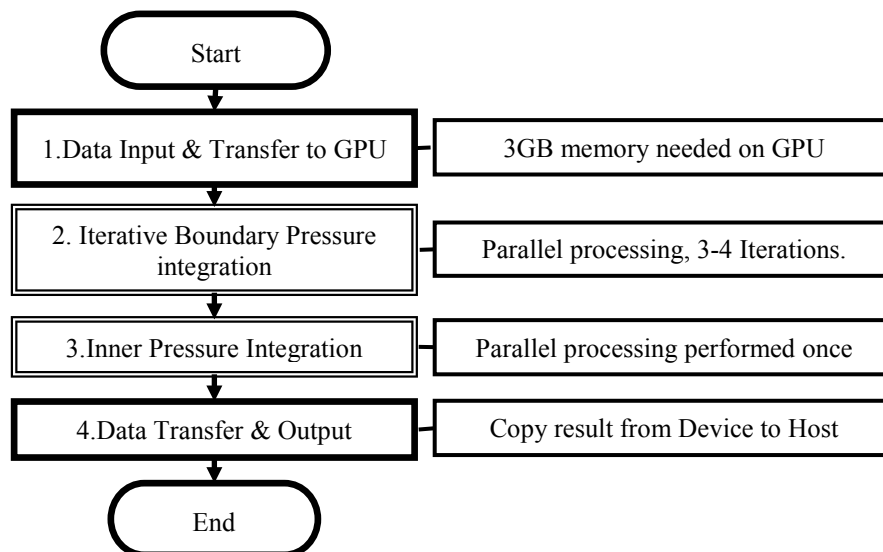 Start
1.Data Input & Transfer to GPU
3GB memory needed on GPU
2. Iterative Boundary Pressure
integration
Parallel processing, 3-4 Iterations.
3.Inner Pressure Integration
Parallel processing performed once
4.Data Transfer & Output
Copy result from Device to Host
End